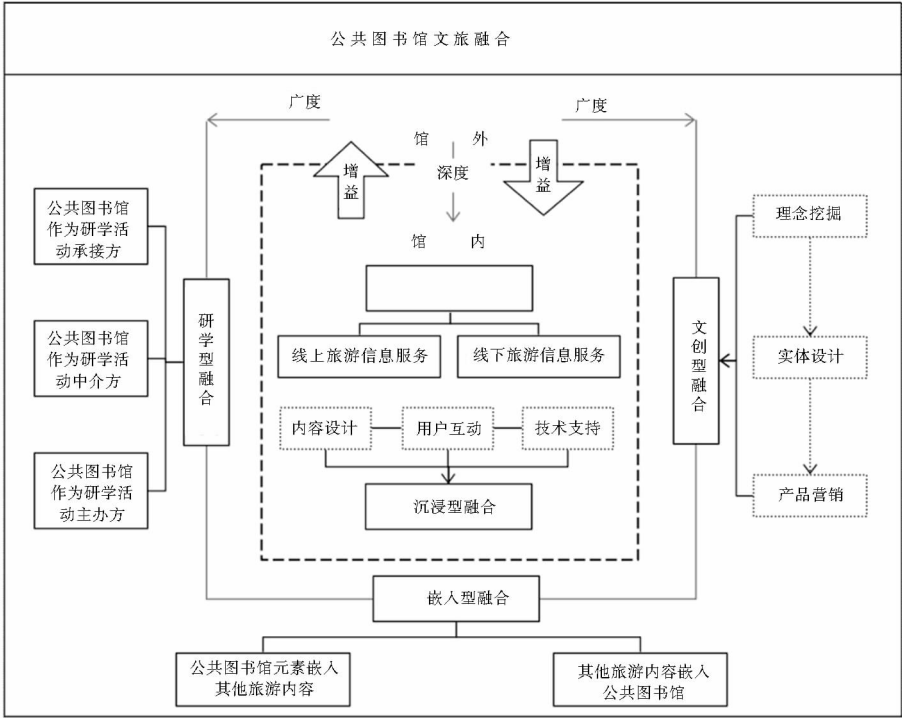 公共图书馆文旅融合
广度
广度
馆 外
增益
深度
增益
馆 内
公共图书馆
作为研学活
动承接方
公共图书馆
作为研学活
动中介方
公共图书馆
作为研学活
动主办方
研学型融合
线上旅游信息服务
线下旅游信息服务
内容设计
用户互动
技术支持
沉浸型融合
文创型融合
理念挖掘
实体设计
产品营销
嵌入型融合
公共图书馆元素嵌入
其他旅游内容
其他旅游内容嵌入
公共图书馆